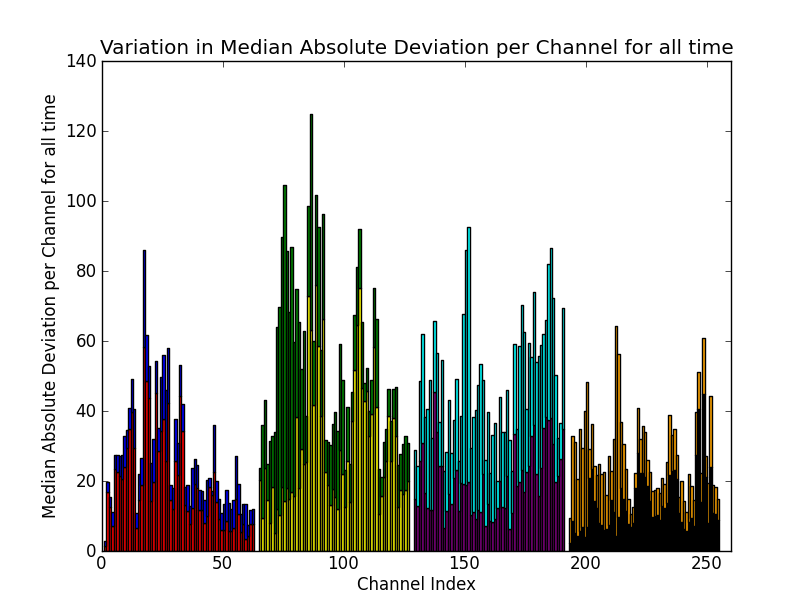 Variation in Median Absolute Deviation per Channel for all time
Median Absolute Deviation per Channel for all time
140
120
100
80
60
40
20
0
0 50 100 150 200 250
Channel Index